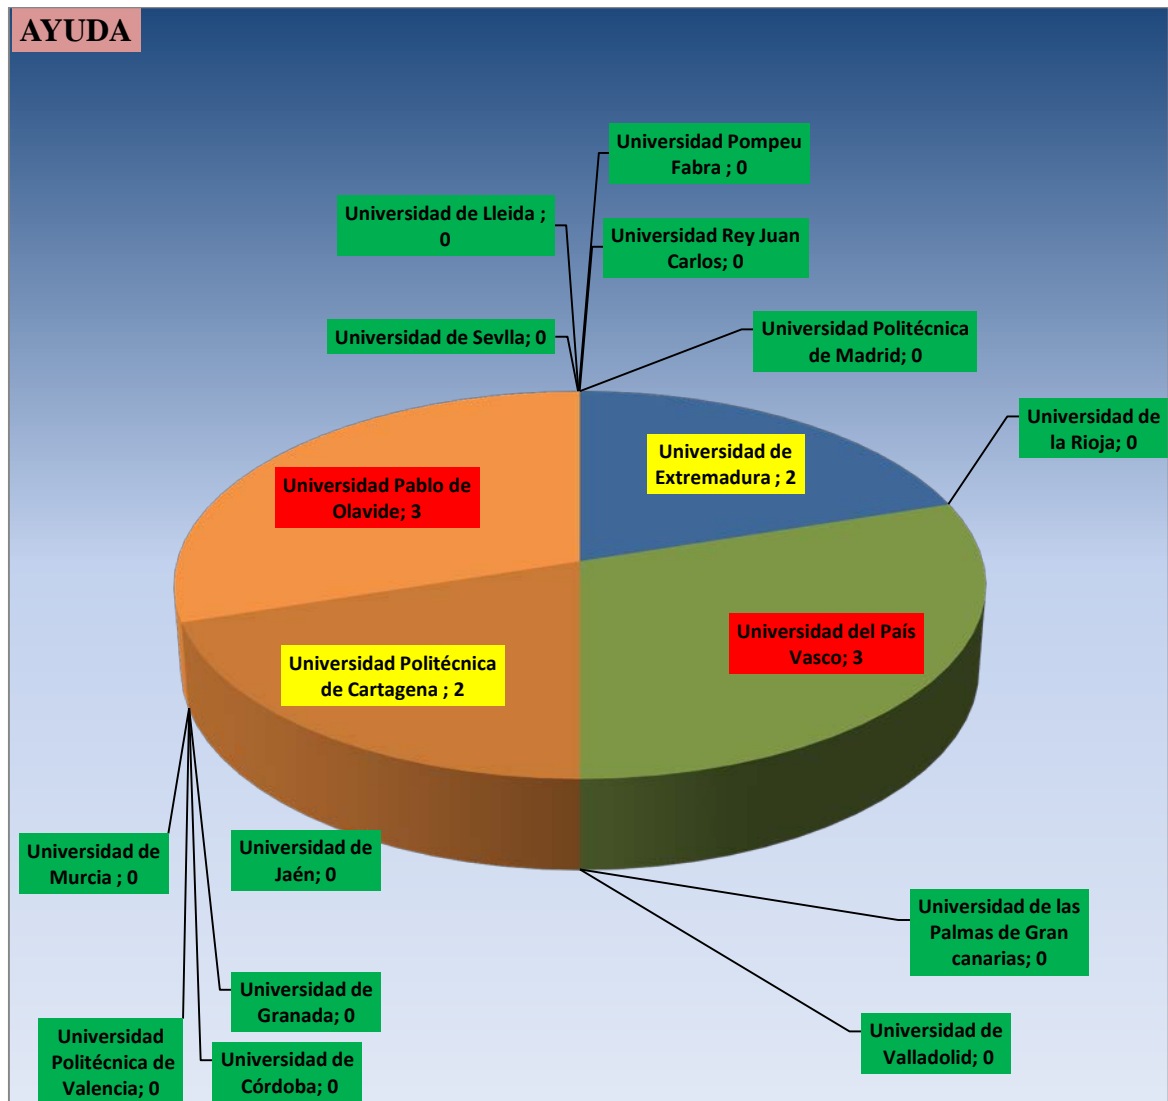 AYUDA
Universidad Pompeu
Fabra ; 0
Universidad de Lleida ;
0
Universidad Rey Juan
Carlos; 0
Universidad de Sevlla; 0
Universidad Politécnica
de Madrid; 0
Universidad de
la Rioja; 0
Universidad de
Extremadura ; 2
Universidad Pablo de
Olavide; 3
Universidad del País
Vasco; 3
Universidad Politécnica
de Cartagena ; 2
Universidad de
Murcia ; 0
Universidad de
Jaén; 0
Universidad de las
Palmas de Gran
canarias; 0
Universidad de
Granada; 0
Universidad
Politécnica de
Valencia; 0
Universidad de
Córdoba; 0
Universidad de
Valladolid; 0